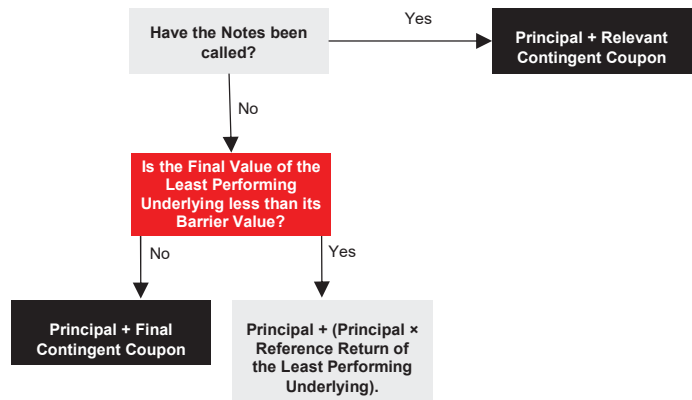 Have the Notes been
called?
Yes
Principal + Relevant
Contingent Coupon
No
Is the Final Value of the
Least Performing
Underlying less than its
Barrier Value?
No
Yes
Principal + Final
Contingent Coupon
Principal + (Principal ×
Reference Return of
the Least Performing
Underlying).